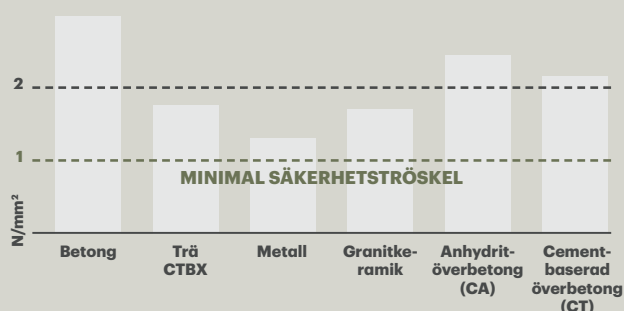 2
1
MINIMAL SÄKERHETSTRÖSKEL
N/mm²
Betong
Trä
CTBX
Metall
Granitke-
ramik
Anhydrit-
överbetong
(CA)
Cement-
baserad
överbetong
(CT)